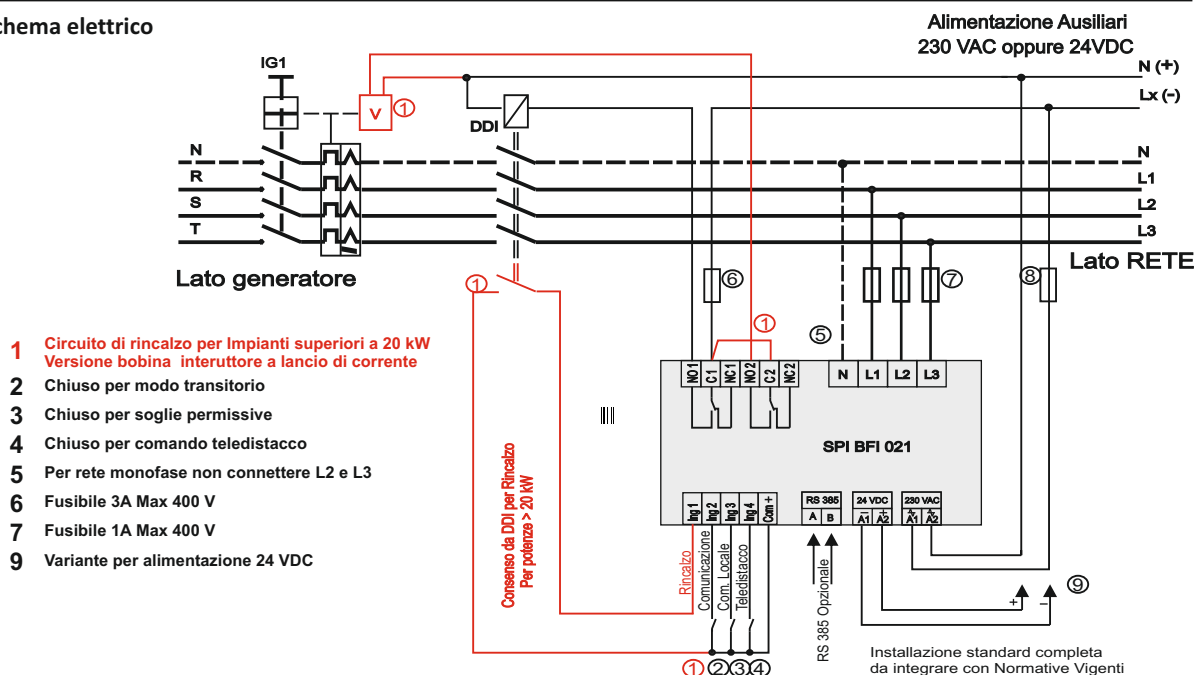 chema elettrico
Alimentazione Ausiliari
230 VAC oppure 24VDC
N (+)
Lx (-)
IG1
V
1
DDI
N
R
S
T
N
L1
L2
L3
Lato generatore
Lato RETE
1
6
7
8
1
5
1 Circuito di rincalzo per Impianti superiori a 20 kW
Versione bobina interuttore a lancio di corrente
2 Chiuso per modo transitorio
3 Chiuso per soglie permissive
4 Chiuso per comando teledistacco
5 Per rete monofase non connettere L2 e L3
6 Fusibile 3A Max 400 V
7 Fusibile 1A Max 400 V
9 Variante per alimentazione 24 VDC
NO 1 C1 NC1 NO 2 C2 NC2
N L1 L2 L3
SPI BFI 021
Consenso da DDI per Rincalzo
Per potenze > 20 kW
Ing 1 Ing 2 Ing 3 Ing 4 Com +
RS 385
A B
24 VDC
− +
A1 A2
230 VAC
~ ~
A1 A2
Rincalzo
Comunicazione
Com. Locale
Teledistacco
RS 385 Opzionale
+ −
9
1 2 3 4
Installazione standard completa
da integrare con Normative Vigenti